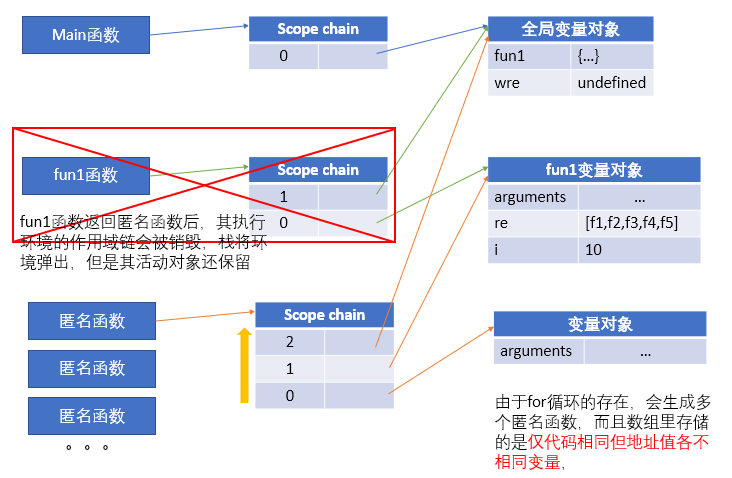 Main函数
Scope chain
0
全局变量对象
fun1 {...}
wre undefined
fun1函数
Scope chain
1
0
fun1变量对象
arguments ...
re [f1,f2,f3,f4,f5]
i 10
fun1函数返回匿名函数后，其执行
环境的作用域链会被销毁，栈将环
境弹出，但是其活动对象还保留
匿名函数
匿名函数
匿名函数
。。。
Scope chain
2
1
0
变量对象
arguments ...
由于for循环的存在，会生成多
个匿名函数，而且数组里存储
的是仅代码相同但地址值各不
相同变量，